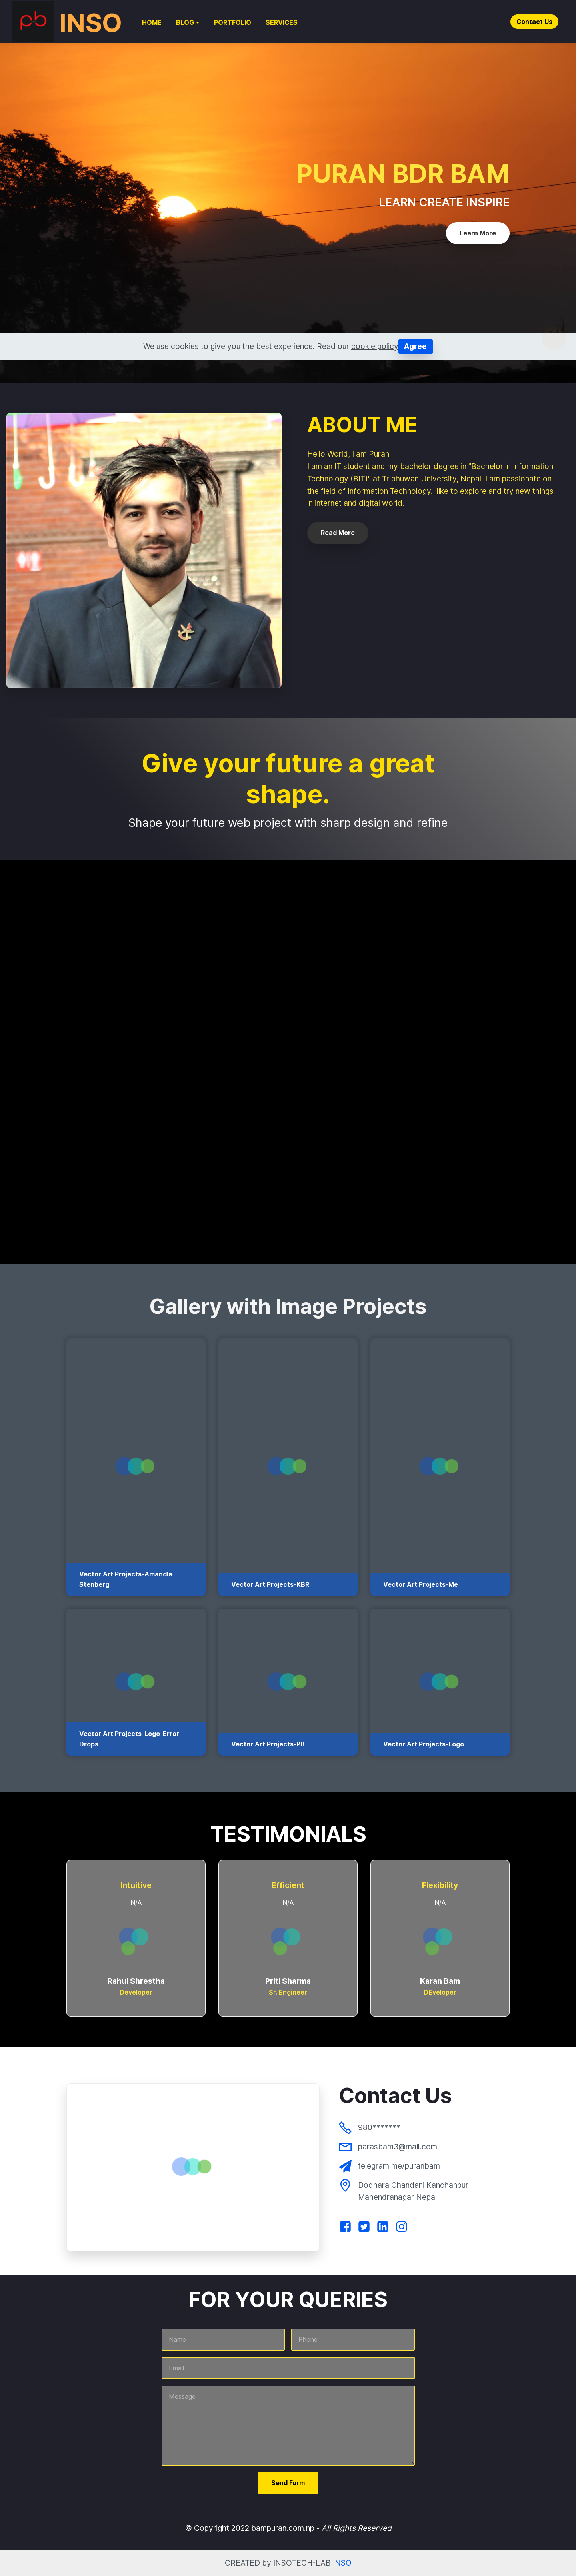 pb INSO HOME BLOG PORTFOLIO SERVICES Contact Us
PURAN BDR BAM
LEARN CREATE INSPIRE
Learn More
We use cookies to give you the best experience. Read our cookie policy Agree
ABOUT ME
Hello World, I am Puran.
I am an IT student and my bachelor degree in "Bachelor in Information
Technology (BIT)" at Tribhuwan University, Nepal. I am passionate on
the field of Information Technology.I like to explore and try new things
in internet and digital world.
Read More
Give your future a great
shape.
Shape your future web project with sharp design and refine
Gallery with Image Projects
Vector Art Projects-Amandla
Stenberg
Vector Art Projects-KBR
Vector Art Projects-Me
Vector Art Projects-Logo-Error
Drops
Vector Art Projects-PB
Vector Art Projects-Logo
TESTIMONIALS
Intuitive
N/A
Rahul Shrestha
Developer
Efficient
N/A
Priti Sharma
Sr. Engineer
Flexibility
N/A
Karan Bam
DEveloper
Contact Us
980*******
parasbam3@mail.com
telegram.me/puranbam
Dodhara Chandani Kanchanpur
Mahendranagar Nepal
FOR YOUR QUERIES
Name
Phone
Email
Message
Send Form
© Copyright 2022 bampuran.com.np - All Rights Reserved
CREATED by INSOTECH-LAB INSO